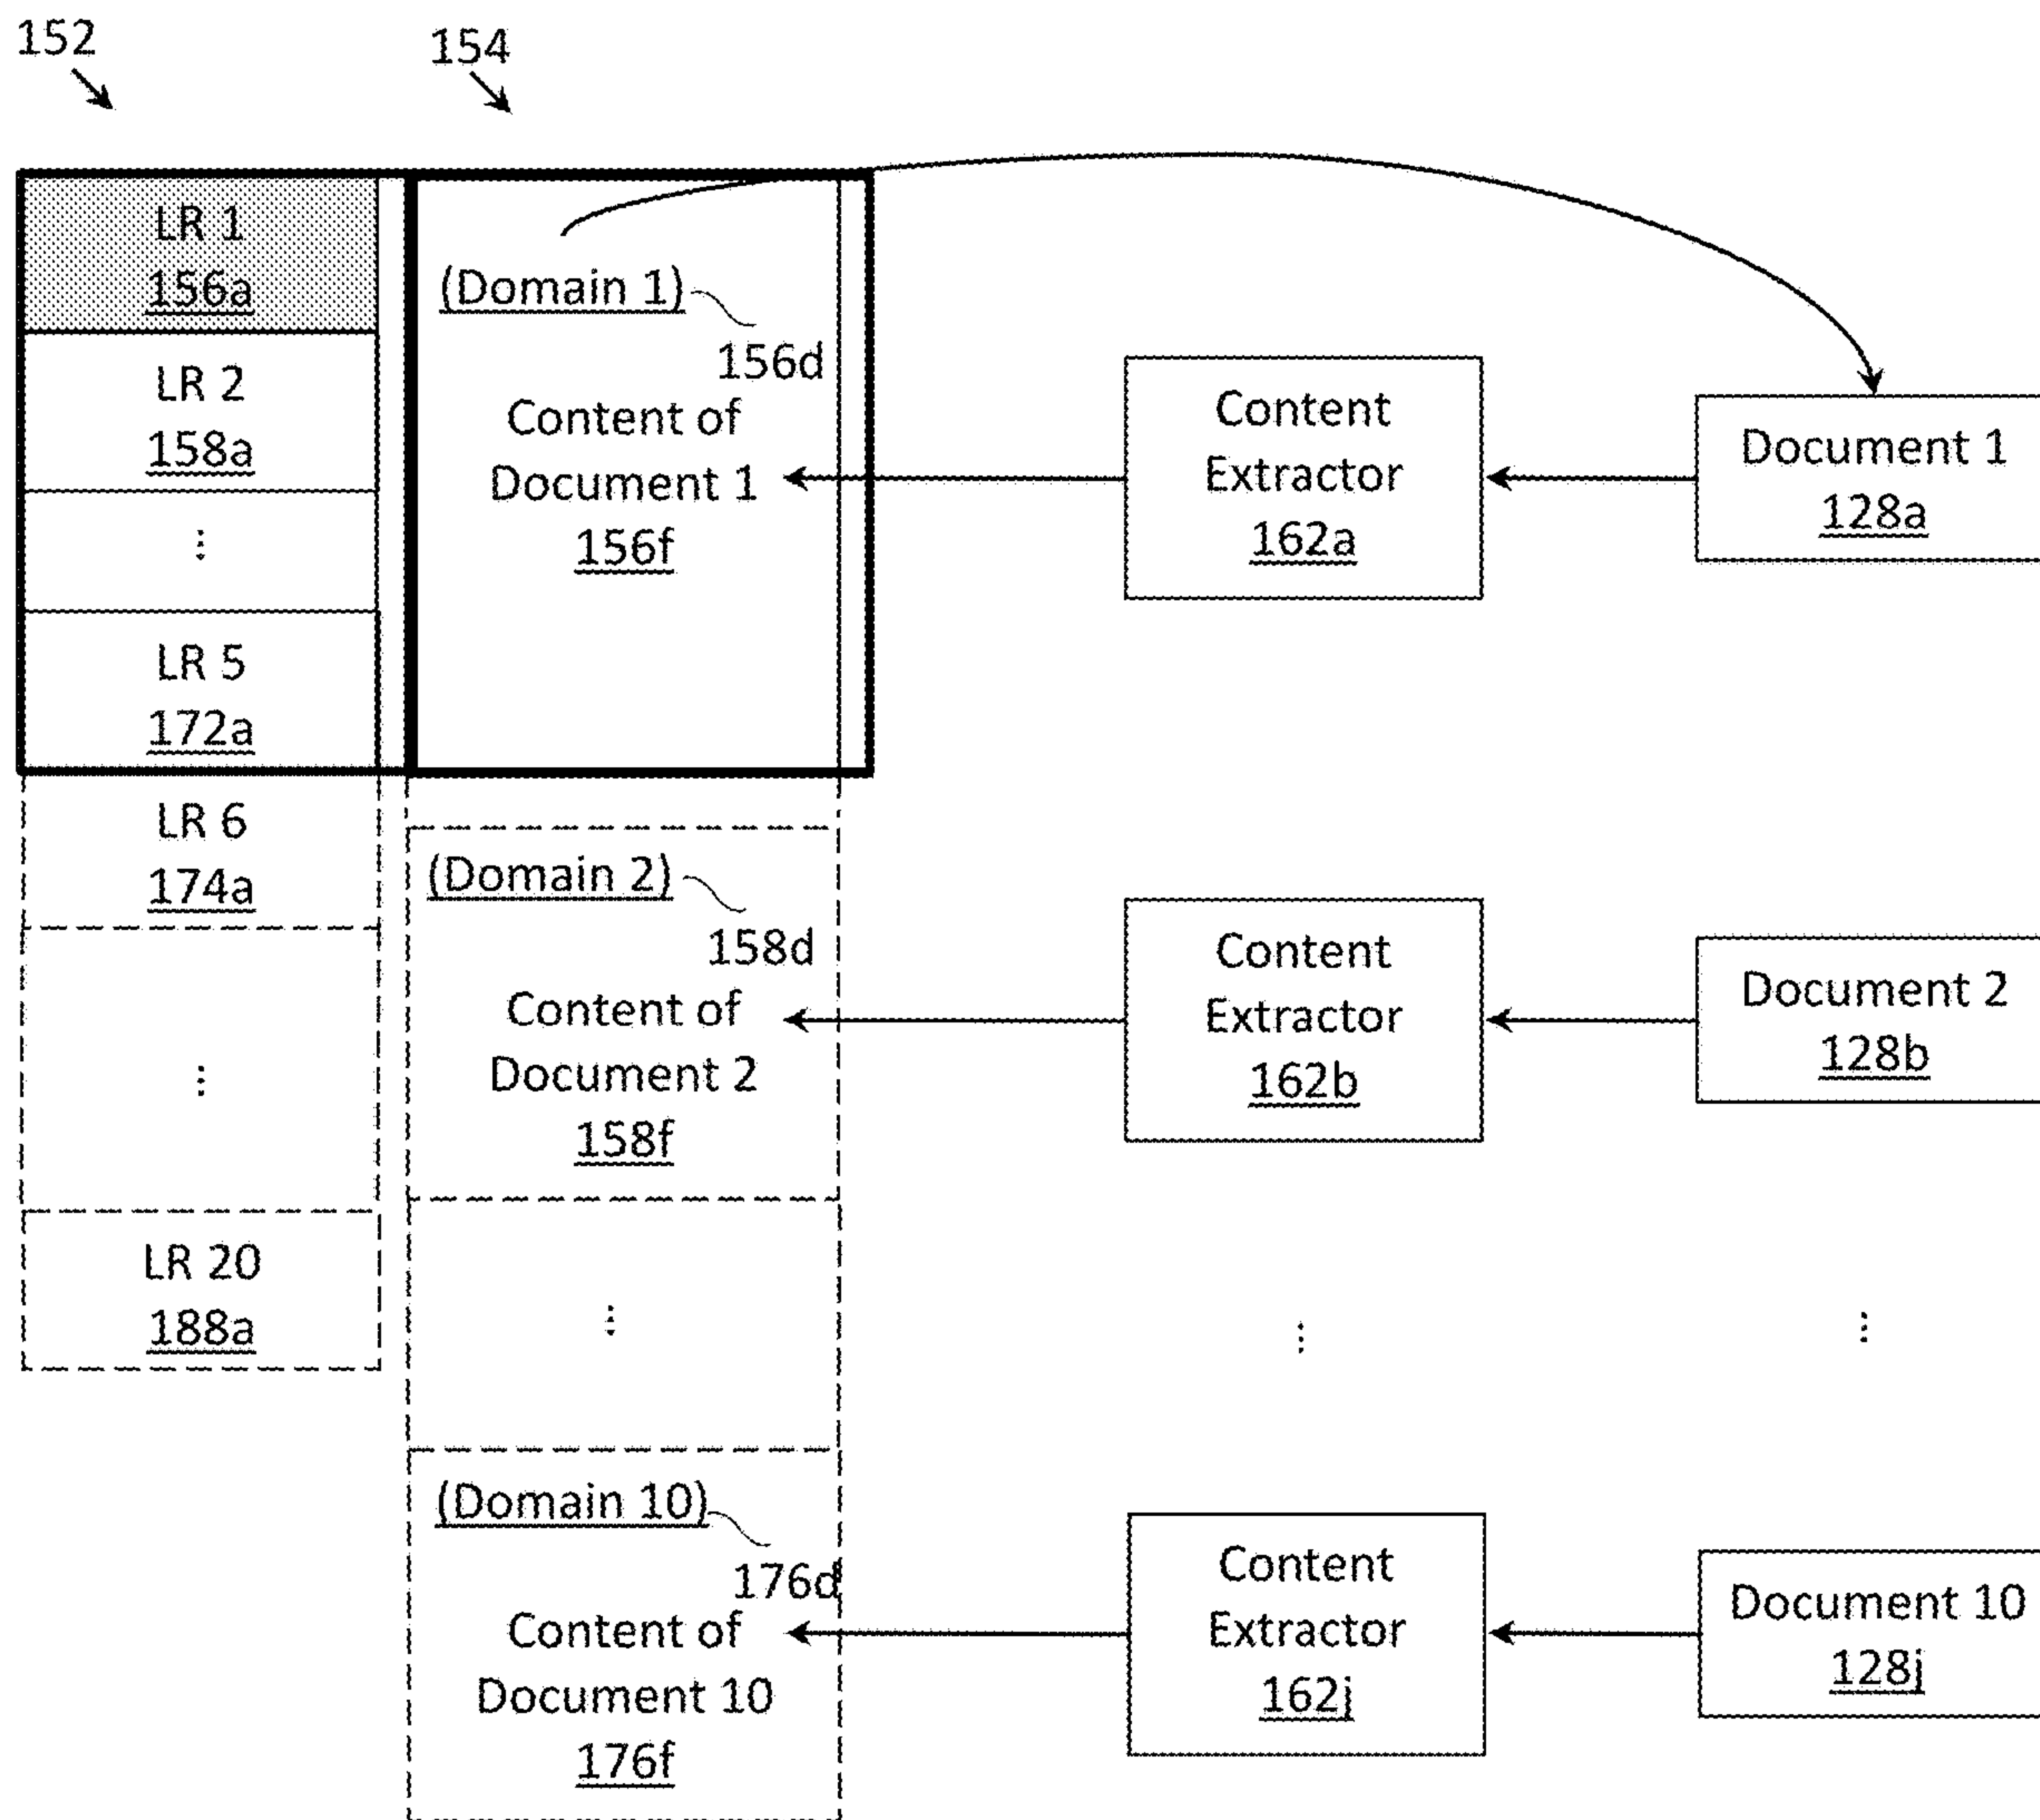 152
154
LR 1
156a
LR 2
158a
⋮
LR 5
172a
LR 6
174a
⋮
LR 20
188a
(Domain 1)
156d
Content of
Document 1
156f
(Domain 2)
158d
Content of
Document 2
158f
⋮
(Domain 10)
176d
Content of
Document 10
176f
Content
Extractor
162a
Content
Extractor
162b
⋮
Content
Extractor
162j
Document 1
128a
Document 2
128b
⋮
Document 10
128j